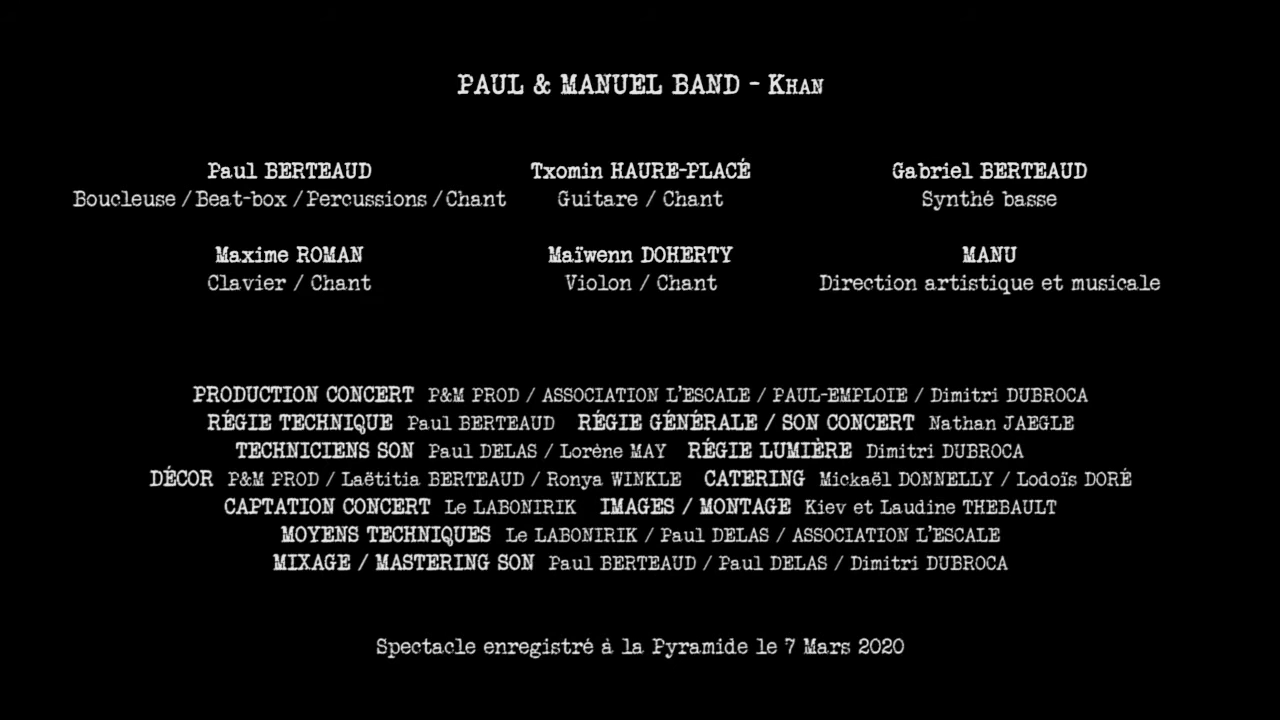 PAUL & MANUEL BAND - KHAN
Paul BERTEAUD Txomin HAURE-PLACÉ Gabriel BERTEAUD
Boucleuse / Beat-box / Percussions / Chant Guitare / Chant Synthé basse
Maxime ROMAN Maïwenn DOHERTY MANU
Clavier / Chant Violon / Chant Direction artistique et musicale
PRODUCTION CONCERT P&M PROD / ASSOCIATION L'ESCALE / PAUL-EMPLOIE / Dimitri DUBROCA
RÉGIE TECHNIQUE Paul BERTEAUD RÉGIE GÉNÉRALE / SON CONCERT Nathan JAEGLE
TECHNICIENS SON Paul DELAS / Lorène MAY RÉGIE LUMIÈRE Dimitri DUBROCA
DÉCOR P&M PROD / Laëtitia BERTEAUD / Ronya WINKLE CATERING Mickaël DONNELLY / Lodoïs DORÉ
CAPTATION CONCERT Le LABONIRIK IMAGES / MONTAGE Kiev et Laudine THEBAULT
MOYENS TECHNIQUES Le LABONIRIK / Paul DELAS / ASSOCIATION L'ESCALE
MIXAGE / MASTERING SON Paul BERTEAUD / Paul DELAS / Dimitri DUBROCA
Spectacle enregistré à la Pyramide le 7 Mars 2020